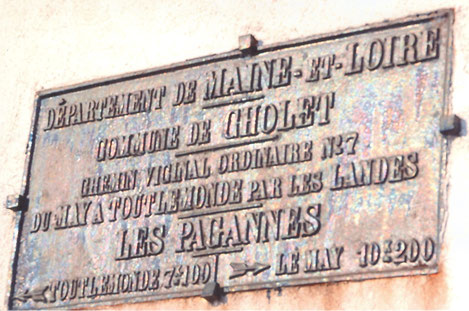 DÉPARTEMENT DE MAINE-ET-LOIRE
COMMUNE DE CHOLET
CHEMIN VICINAL ORDINAIRE No 7
DU MAY A TOUTLEMONDE PAR LES LANDES
LES PAGANNES
TOUTLEMONDE 7K100 LE MAY 10K200